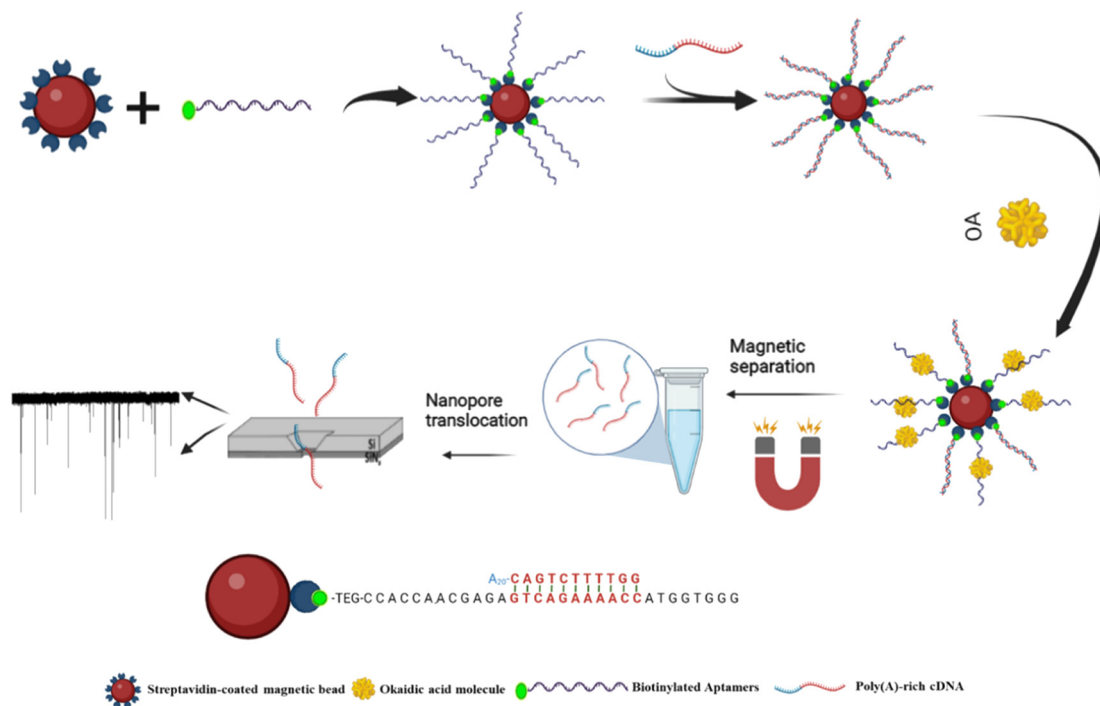 OA
Magnetic
separation
Nanopore
translocation
Si
SiNx
A20-CAGTCTTTTGG
-TEG-CCACCAACGAGAGTCAGAAAACCATGGTGGG
Streptavidin-coated magnetic bead
Okaidic acid molecule
Biotinylated Aptamers
Poly(A)-rich cDNA